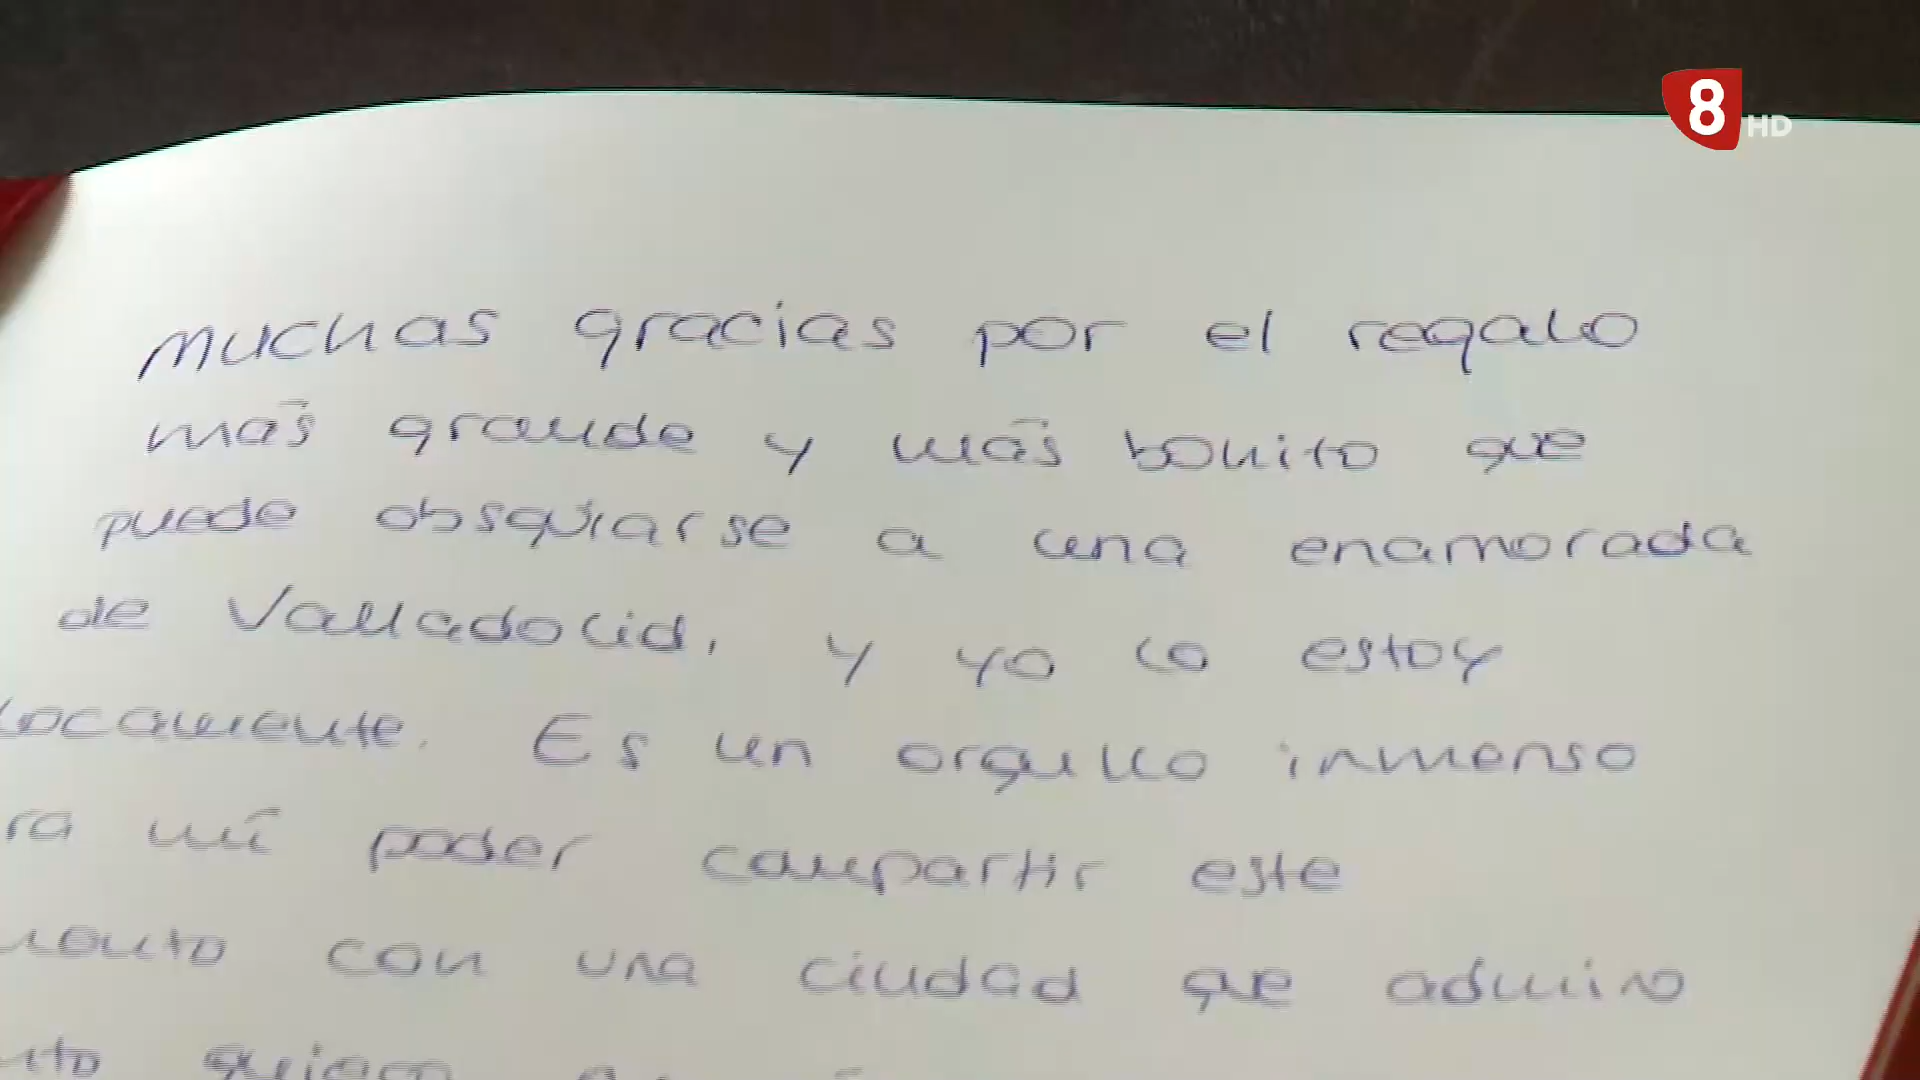 8 HD
Muchas gracias por el regalo
más grande y más bonito que
puede obsquiarse a una enamorada
de Valladolid, y yo lo estoy
locamente. Es un orgullo inmenso
ra mí poder compartir este
mento con una ciudad que admiro